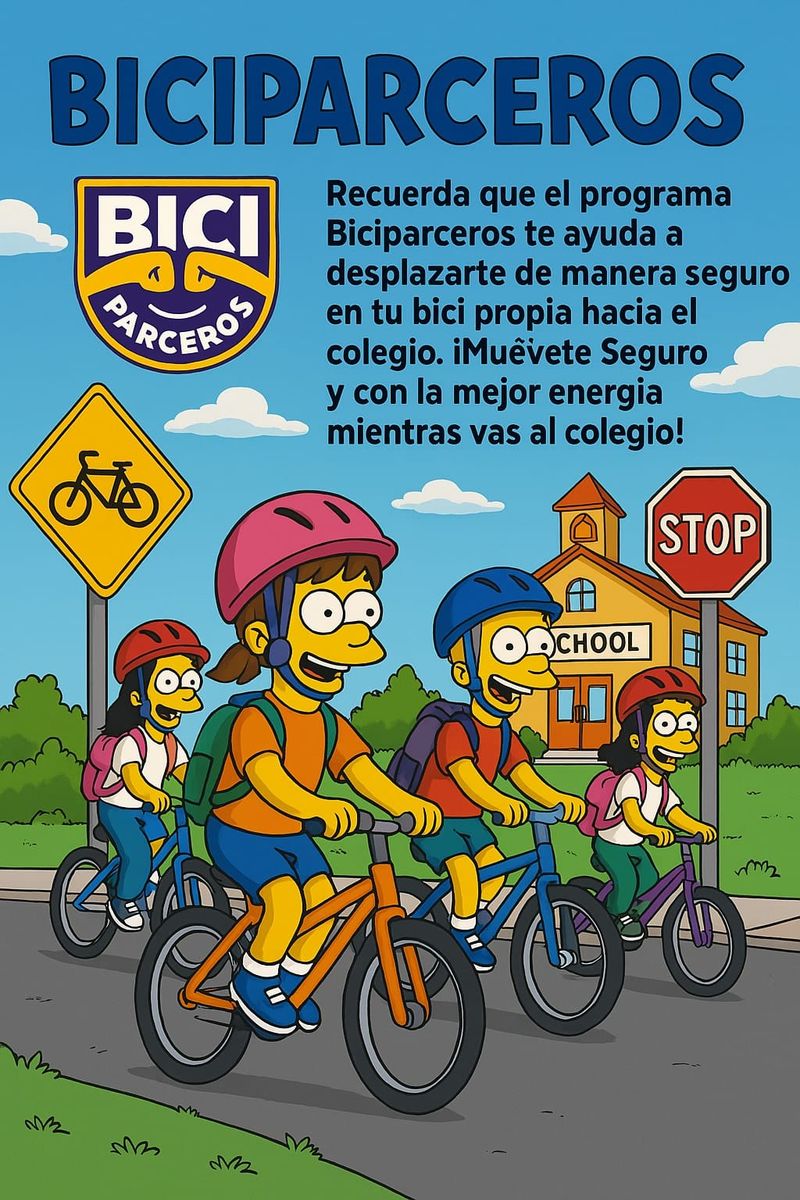 BICIPARCEROS
BICI
PARCEROS
Recuerda que el programa
Biciparceros te ayuda a
desplazarte de manera seguro
en tu bici propia hacia el
colegio. ¡Muêvete Seguro
y con la mejor energia
mientras vas al colegio!
STOP
CHOOL